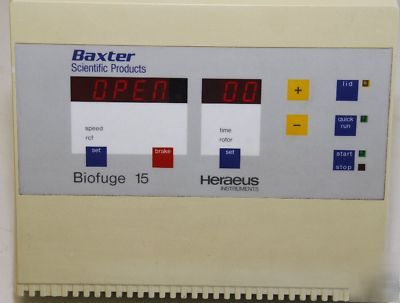 Baxter
Scientific Products
OPEN
00
+
lid
speed
rcf
time
rotor
−
quick
run
set
brake
set
start
stop
Biofuge 15
Heraeus
INSTRUMENTS